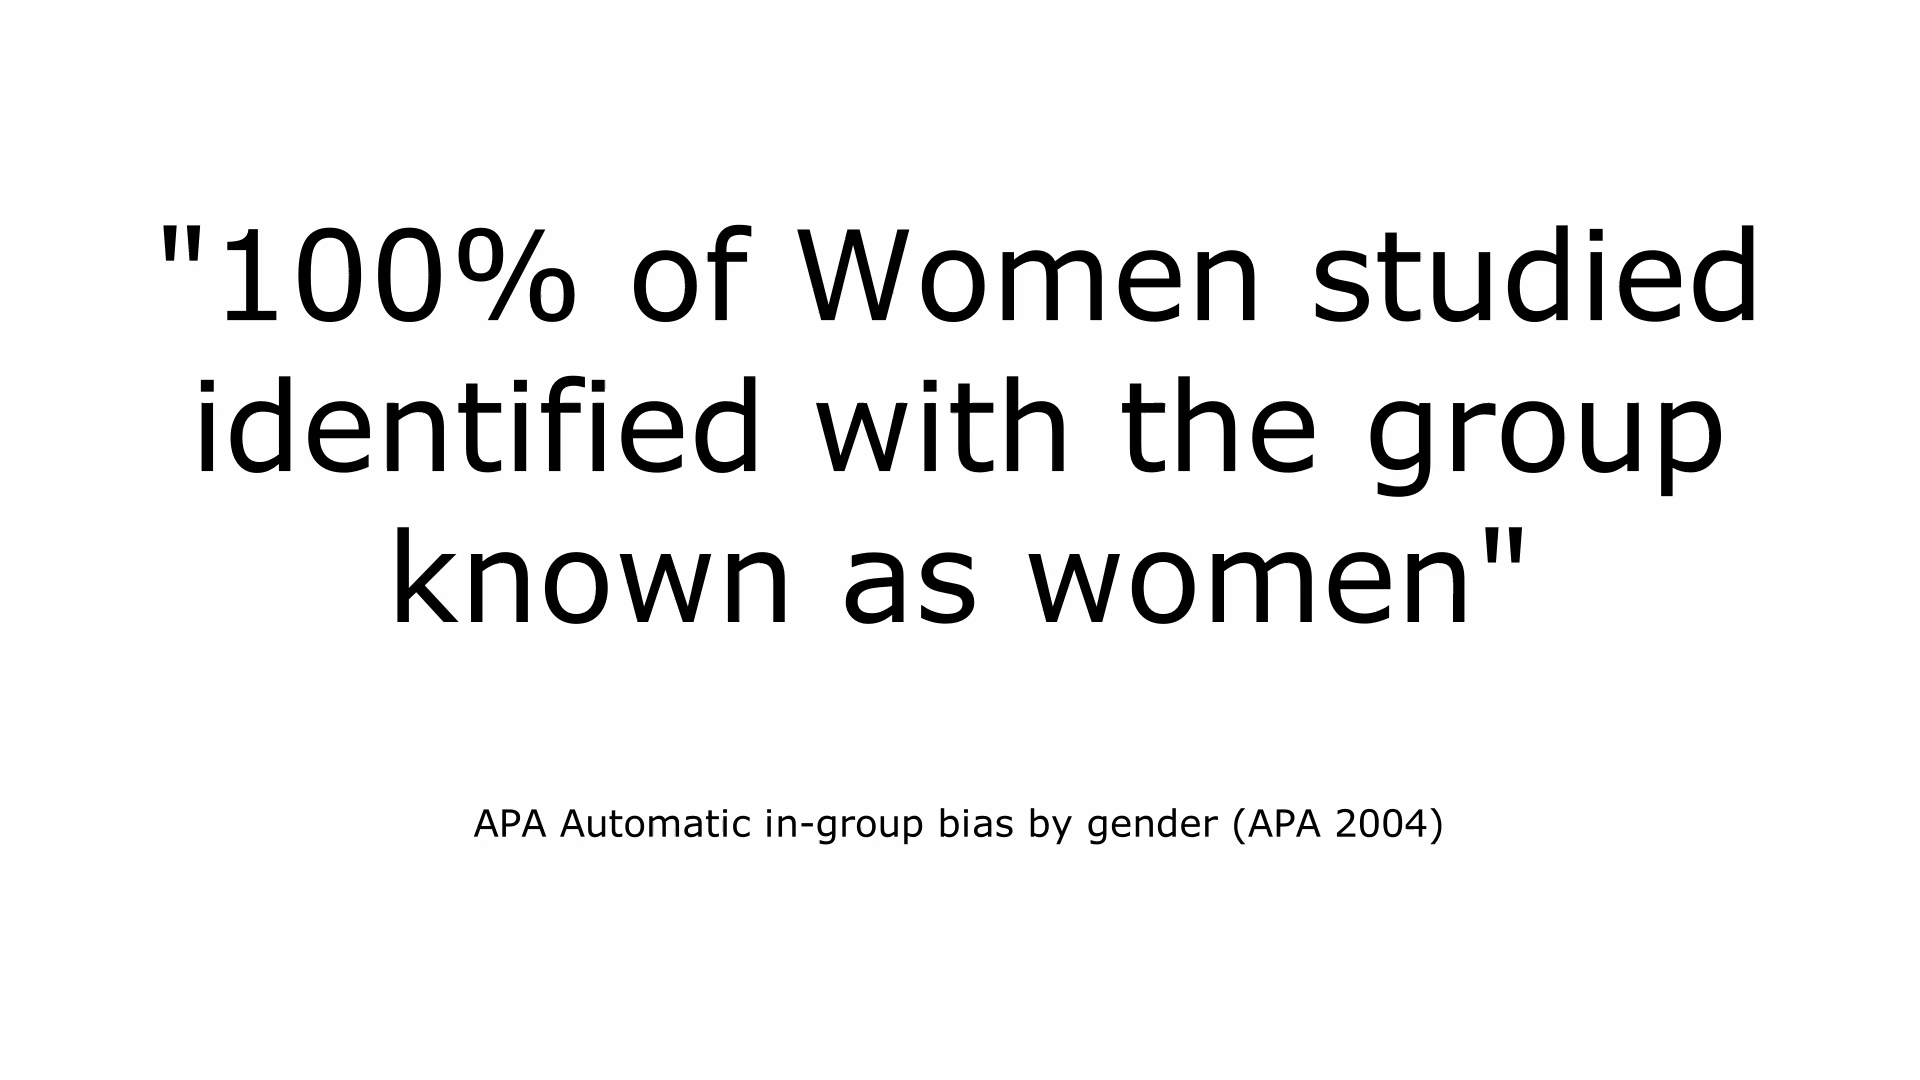 "100% of Women studied
identified with the group
known as women"
APA Automatic in-group bias by gender (APA 2004)